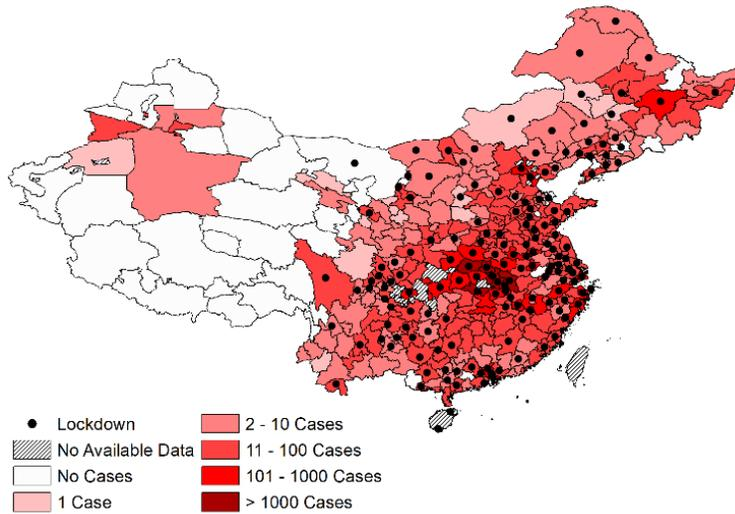 Lockdown
No Available Data
No Cases
1 Case
2 - 10 Cases
11 - 100 Cases
101 - 1000 Cases
> 1000 Cases